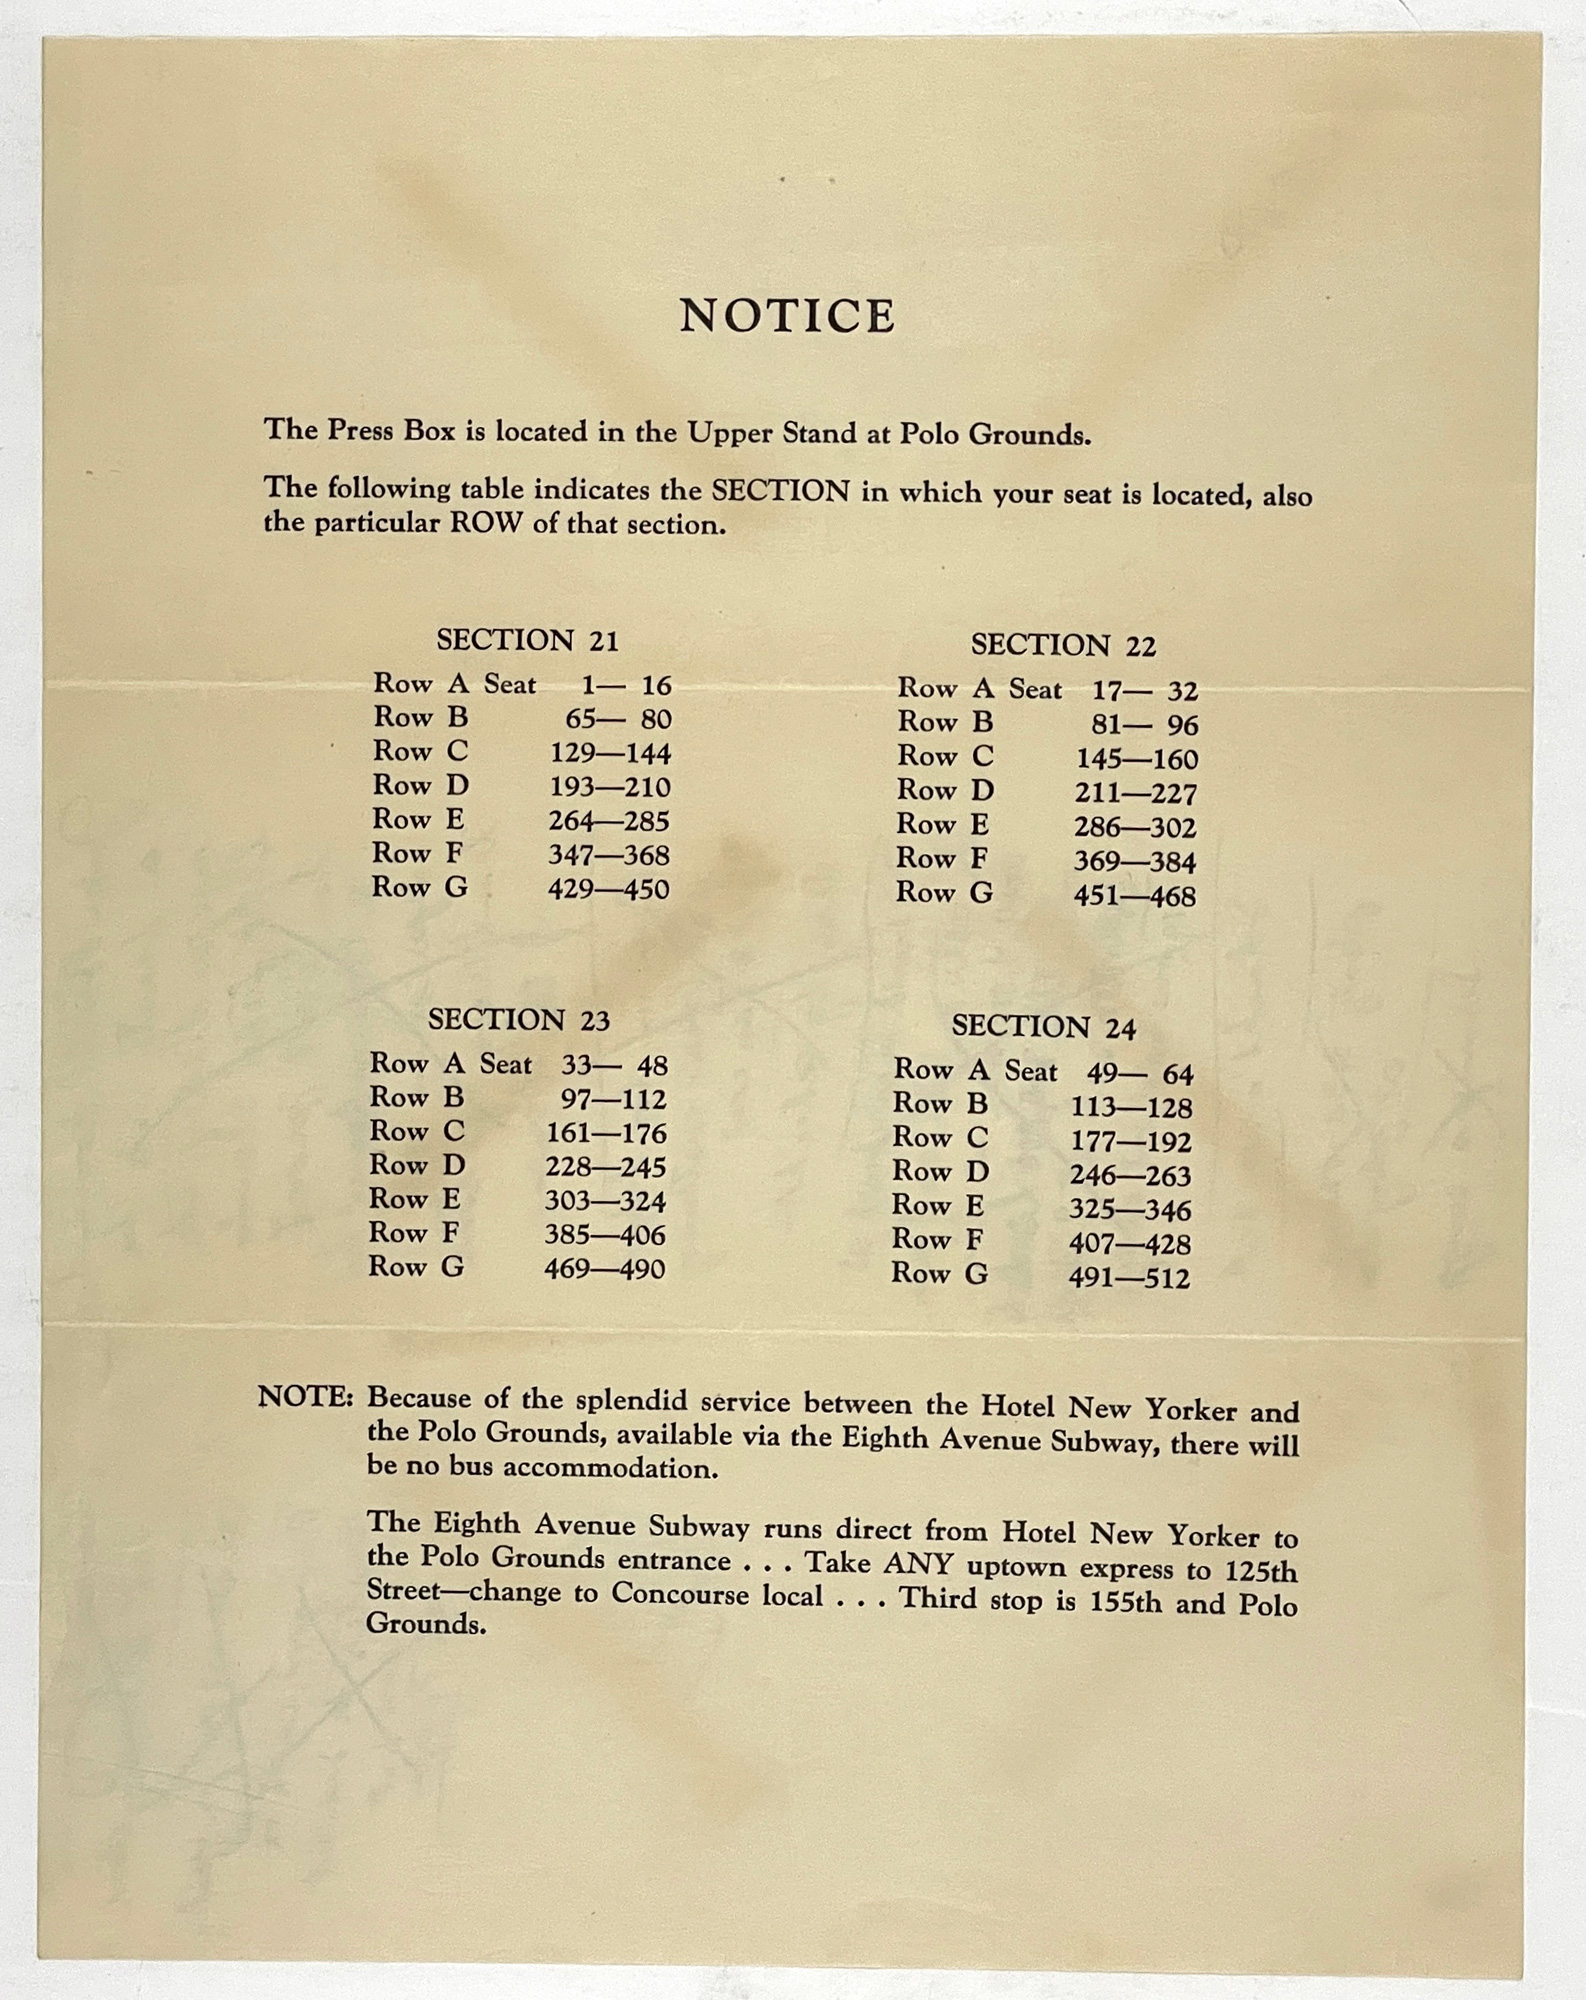 NOTICE
The Press Box is located in the Upper Stand at Polo Grounds.
The following table indicates the SECTION in which your seat is located, also
the particular ROW of that section.
SECTION 21
Row A Seat 1— 16
Row B 65— 80
Row C 129—144
Row D 193—210
Row E 264—285
Row F 347—368
Row G 429—450
SECTION 22
Row A Seat 17— 32
Row B 81— 96
Row C 145—160
Row D 211—227
Row E 286—302
Row F 369—384
Row G 451—468
SECTION 23
Row A Seat 33— 48
Row B 97—112
Row C 161—176
Row D 228—245
Row E 303—324
Row F 385—406
Row G 469—490
SECTION 24
Row A Seat 49— 64
Row B 113—128
Row C 177—192
Row D 246—263
Row E 325—346
Row F 407—428
Row G 491—512
NOTE: Because of the splendid service between the Hotel New Yorker and
the Polo Grounds, available via the Eighth Avenue Subway, there will
be no bus accommodation.
The Eighth Avenue Subway runs direct from Hotel New Yorker to
the Polo Grounds entrance . . . Take ANY uptown express to 125th
Street—change to Concourse local . . . Third stop is 155th and Polo
Grounds.